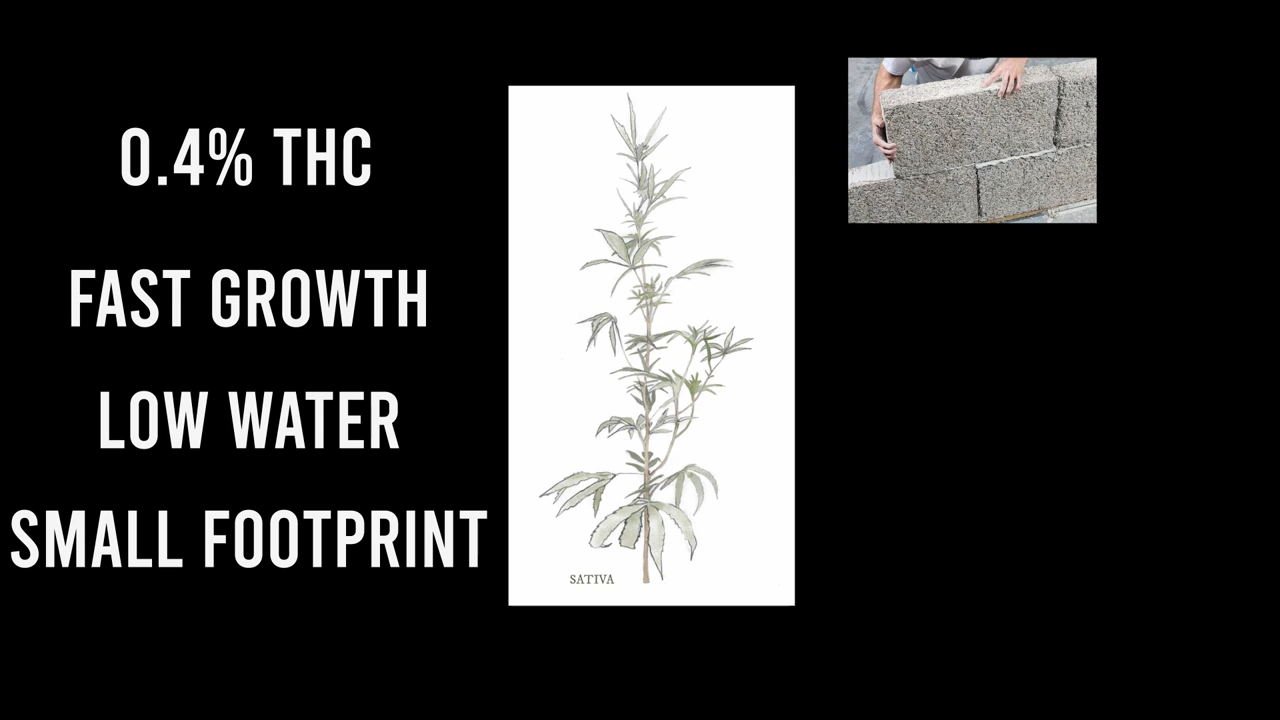 0.4% THC
FAST GROWTH
LOW WATER
SMALL FOOTPRINT
SATIVA